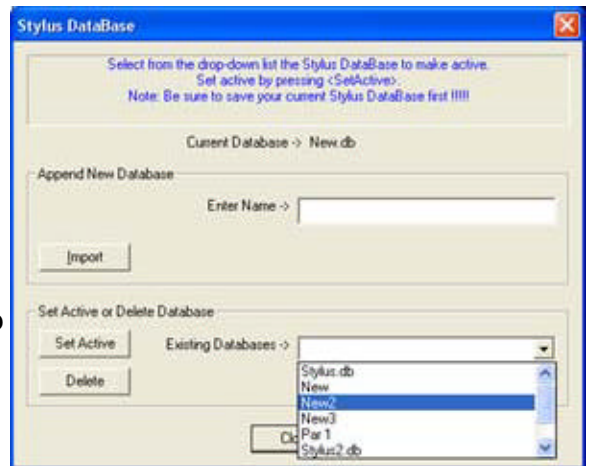 Stylus DataBase
Select from the drop-down list the Stylus DataBase to make active.
Set active by pressing <SetActive>.
Note: Be sure to save your current Stylus DataBase first !!!!!
Current Database -> New.db
Append New Database
Enter Name ->
Import
Set Active or Delete Database
Set Active
Existing Databases ->
Delete
Stylus.db
New
New2
New3
Par 1
Stylus2.db